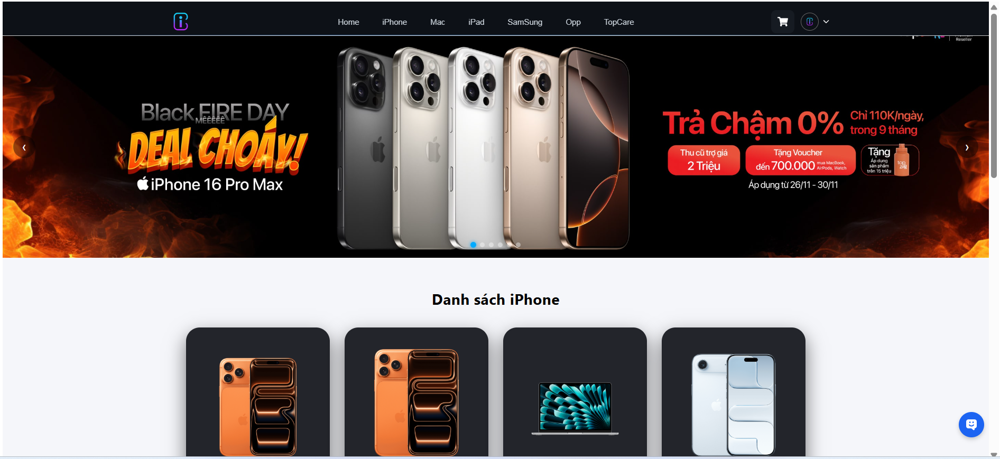 Home iPhone Mac iPad SamSung Opp TopCare
Reseller
Black FIRE DAY
MÊÊÊÊÊ
DEAL CHOÁY!
iPhone 16 Pro Max
Trả Chậm 0%
Chỉ 110K/ngày,
trong 9 tháng
Thu cũ trợ giá
2 Triệu
Tặng Voucher
đến 700.000
mua MacBook,
AirPods, Watch
Tặng
Áp dụng
sản phẩm
trên 15 triệu
top
zone
Áp dụng từ 26/11 - 30/11
Danh sách iPhone